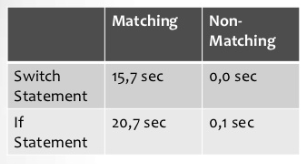 Matching Non-
Matching
Switch 15,7 sec 0,0 sec
Statement
If 20,7 sec 0,1 sec
Statement